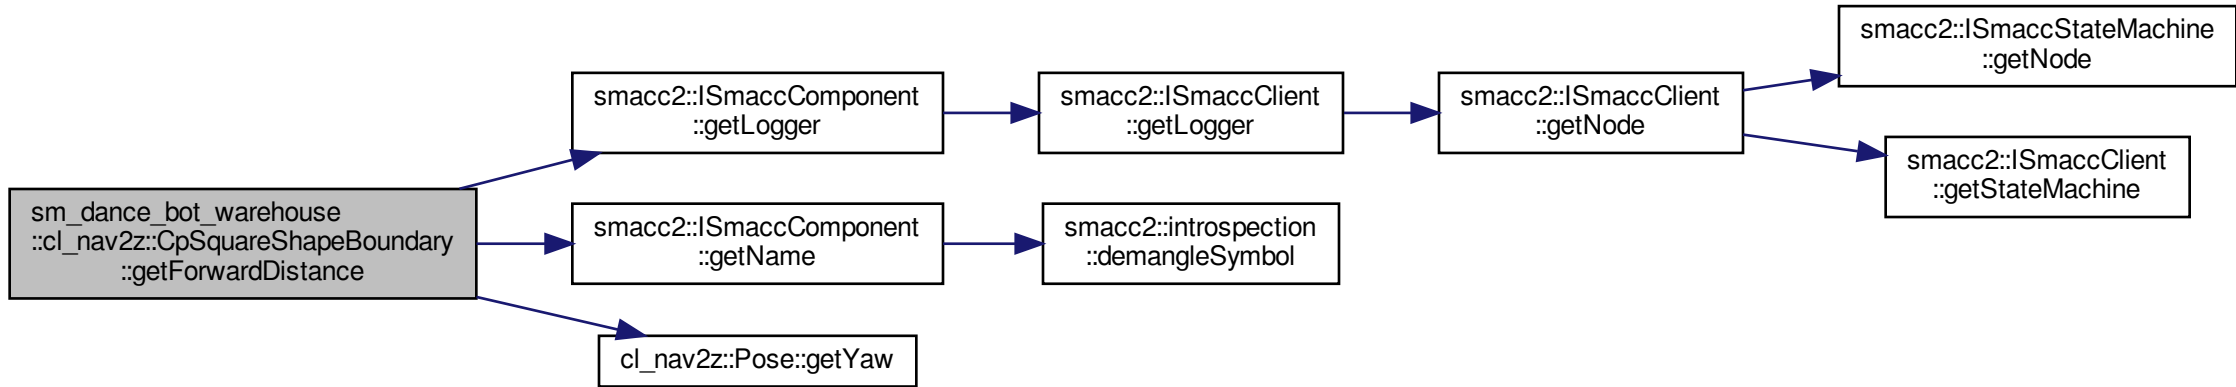 sm_dance_bot_warehouse
::cl_nav2z::CpSquareShapeBoundary
::getForwardDistance
smacc2::ISmaccComponent
::getLogger
smacc2::ISmaccClient
::getLogger
smacc2::ISmaccClient
::getNode
smacc2::ISmaccStateMachine
::getNode
smacc2::ISmaccClient
::getStateMachine
smacc2::ISmaccComponent
::getName
smacc2::introspection
::demangleSymbol
cl_nav2z::Pose::getYaw